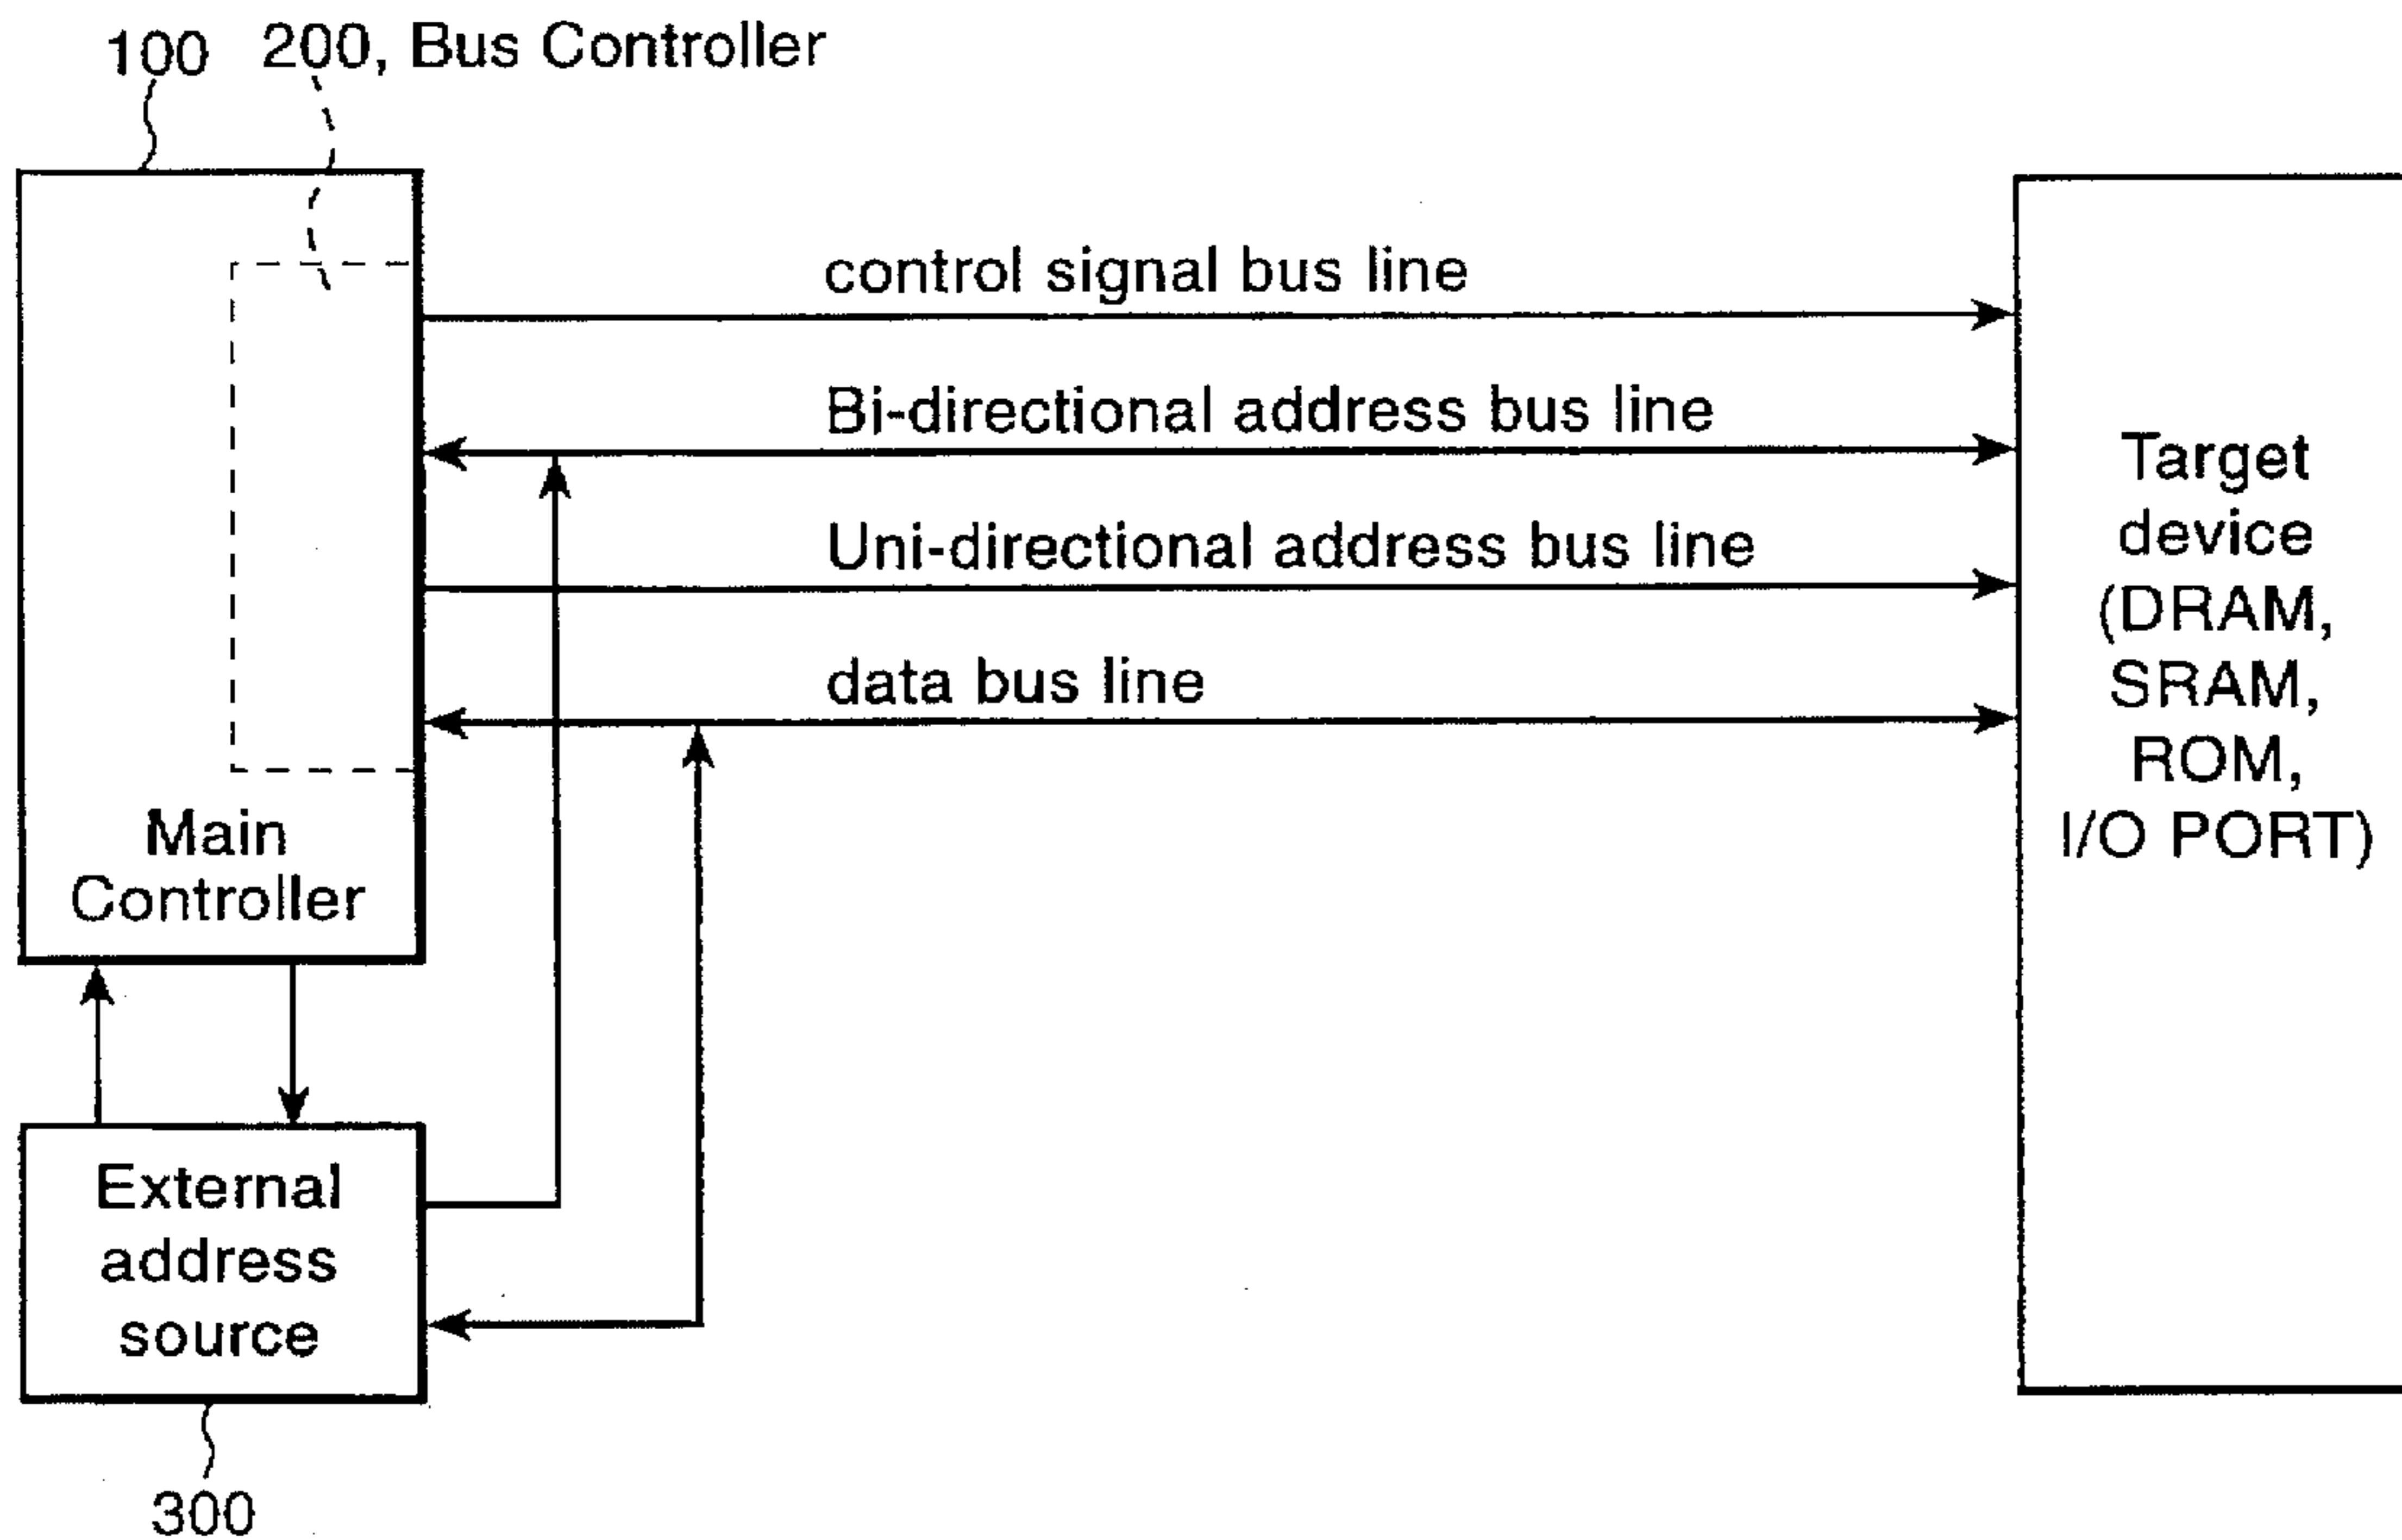 100
200, Bus Controller
control signal bus line
Bi-directional address bus line
Uni-directional address bus line
data bus line
Main
Controller
Target
device
(DRAM,
SRAM,
ROM,
I/O PORT)
External
address
source
300